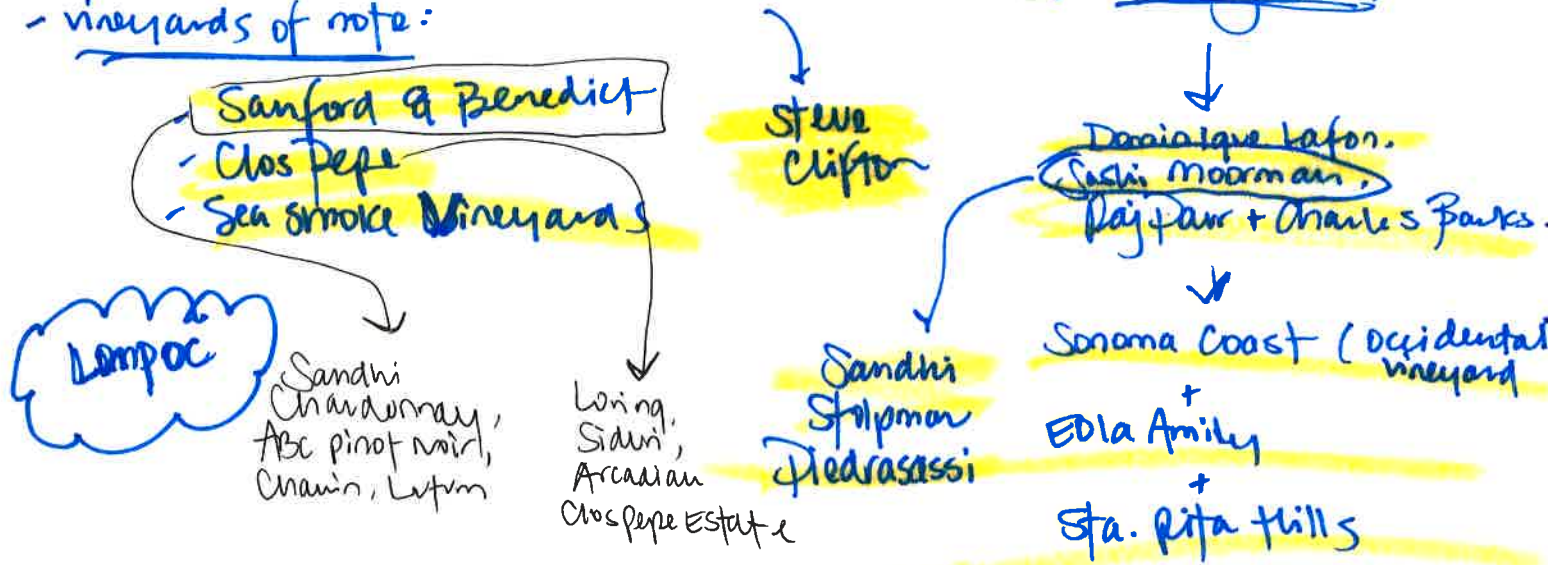 - vineyards of note:
- Sanford & Benedict
- Clos Pepe
- Sea smoke Vineyards
Lompoc
Sandhi
Chardonnay,
ABC pinot noir,
Chanin, Lutum
Loring,
Siduri,
Arcadian
Clos Pepe Estate
Steve
Clifton
Dominique Lafon.
Sashi Moorman,
Raj Parr + Charles Banks.
Sandhi
Stolpman
Piedrasassi
Sonoma Coast (Occidental
vineyard
+
EOla Amity
+
Sta. Rita Hills